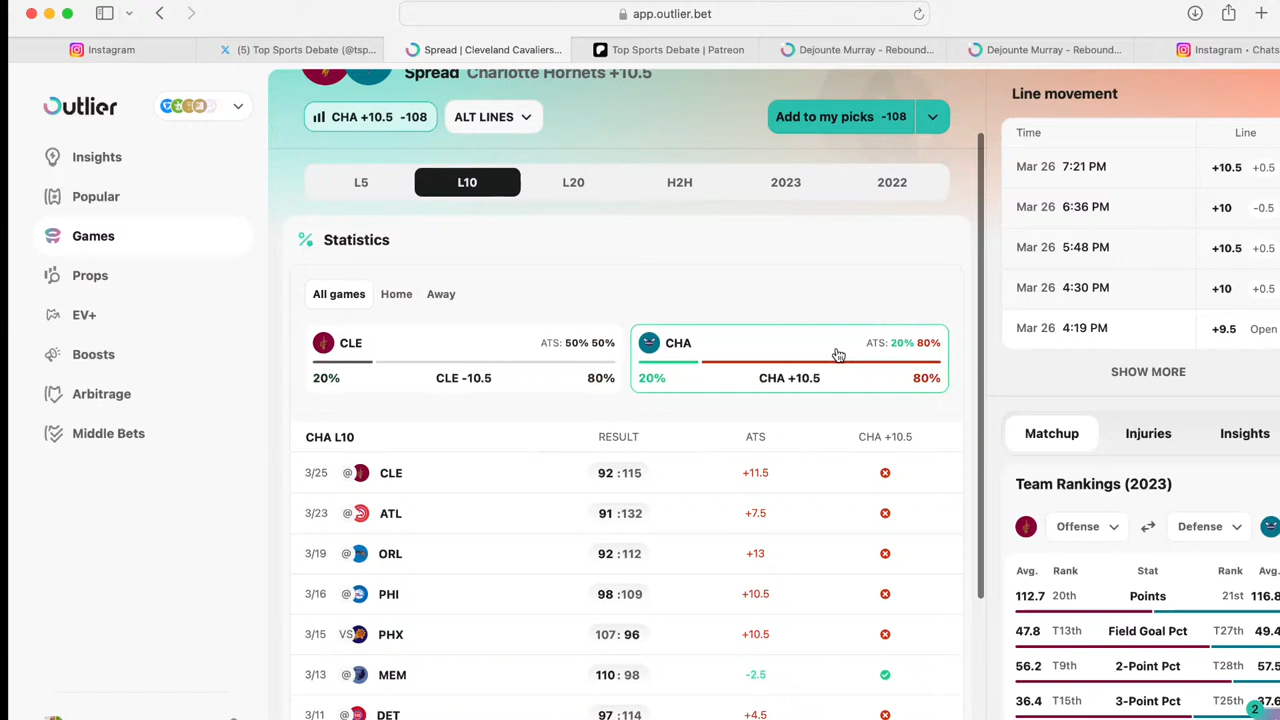 app.outlier.bet
Instagram
(5) Top Sports Debate (@tsp...
Spread | Cleveland Cavaliers...
Top Sports Debate | Patreon
Dejounte Murray - Rebound...
Dejounte Murray - Rebound...
Instagram • Chats
Outlier
Insights
Popular
Games
Props
EV+
Boosts
Arbitrage
Middle Bets
Spread Charlotte Hornets +10.5
CHA +10.5 -108
ALT LINES
Add to my picks -108
L5 L10 L20 H2H 2023 2022
Statistics
All games Home Away
CLE ATS: 50% 50%
20% CLE -10.5 80%
CHA ATS: 20% 80%
20% CHA +10.5 80%
CHA L10 RESULT ATS CHA +10.5
3/25 @ CLE 92 : 115 +11.5
3/23 @ ATL 91 : 132 +7.5
3/19 @ ORL 92 : 112 +13
3/16 @ PHI 98 : 109 +10.5
3/15 VS PHX 107 : 96 +10.5
3/13 @ MEM 110 : 98 -2.5
3/11 @ DET 97 : 114 +4.5
Line movement
Time Line
Mar 26 7:21 PM +10.5 +0.5
Mar 26 6:36 PM +10 -0.5
Mar 26 5:48 PM +10.5 +0.5
Mar 26 4:30 PM +10 +0.5
Mar 26 4:19 PM +9.5 Open
SHOW MORE
Matchup Injuries Insights
Team Rankings (2023)
Offense Defense
Avg. Rank Stat Rank Avg.
112.7 20th Points 21st 116.8
47.8 T13th Field Goal Pct T27th 49.4
56.2 T9th 2-Point Pct T28th 57.5
36.4 T15th 3-Point Pct T25th 37.6
2